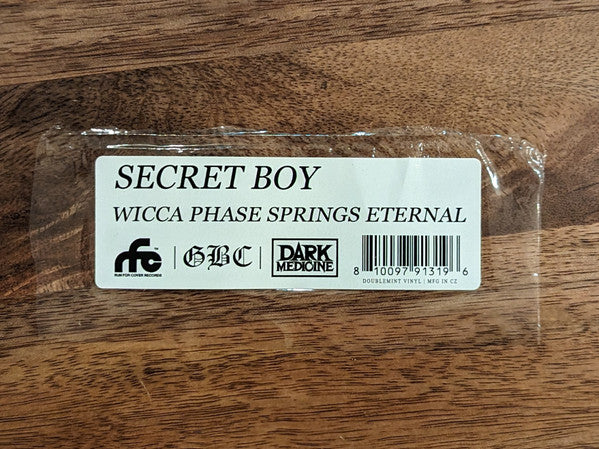 SECRET BOY
WICCA PHASE SPRINGS ETERNAL
rfc™ | GBC | DARK MEDICINE
RUN FOR COVER RECORDS
8 10097 91319 6
DOUBLEMINT VINYL | MFG IN CZ